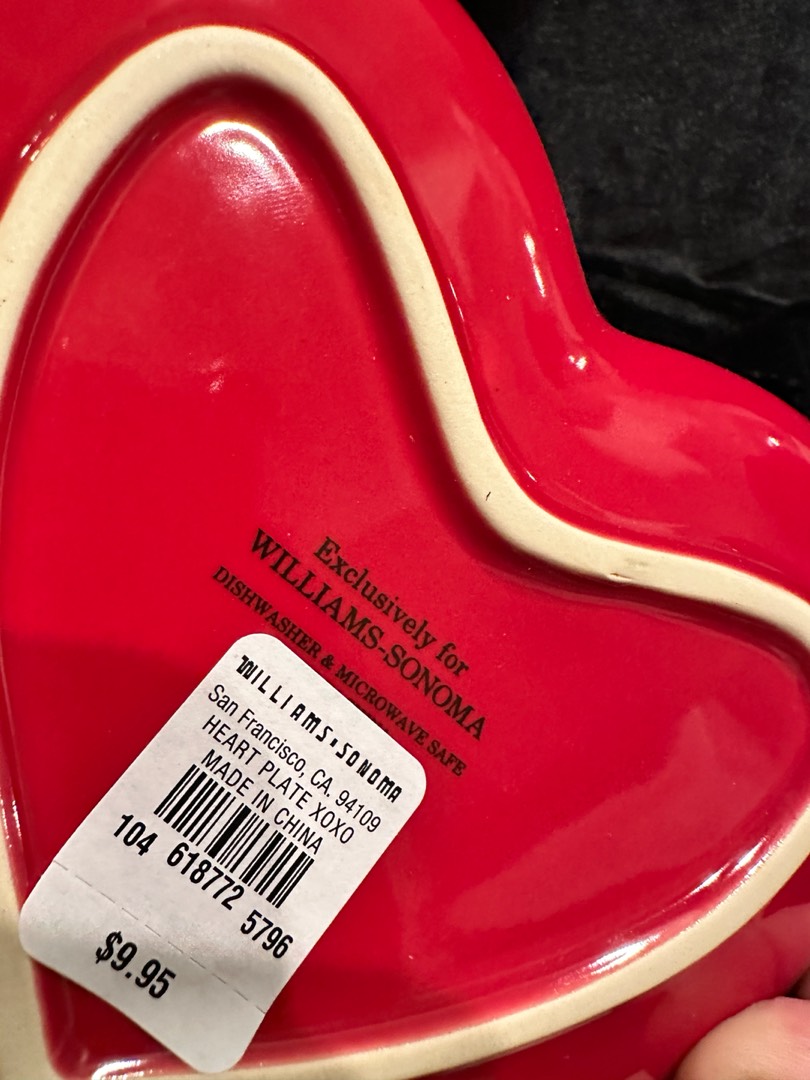 Exclusively for
WILLIAMS-SONOMA
DISHWASHER & MICROWAVE SAFE
WILLIAMS-SONOMA
San Francisco, CA. 94109
HEART PLATE XOXO
MADE IN CHINA
104 618772 5796
$9.95